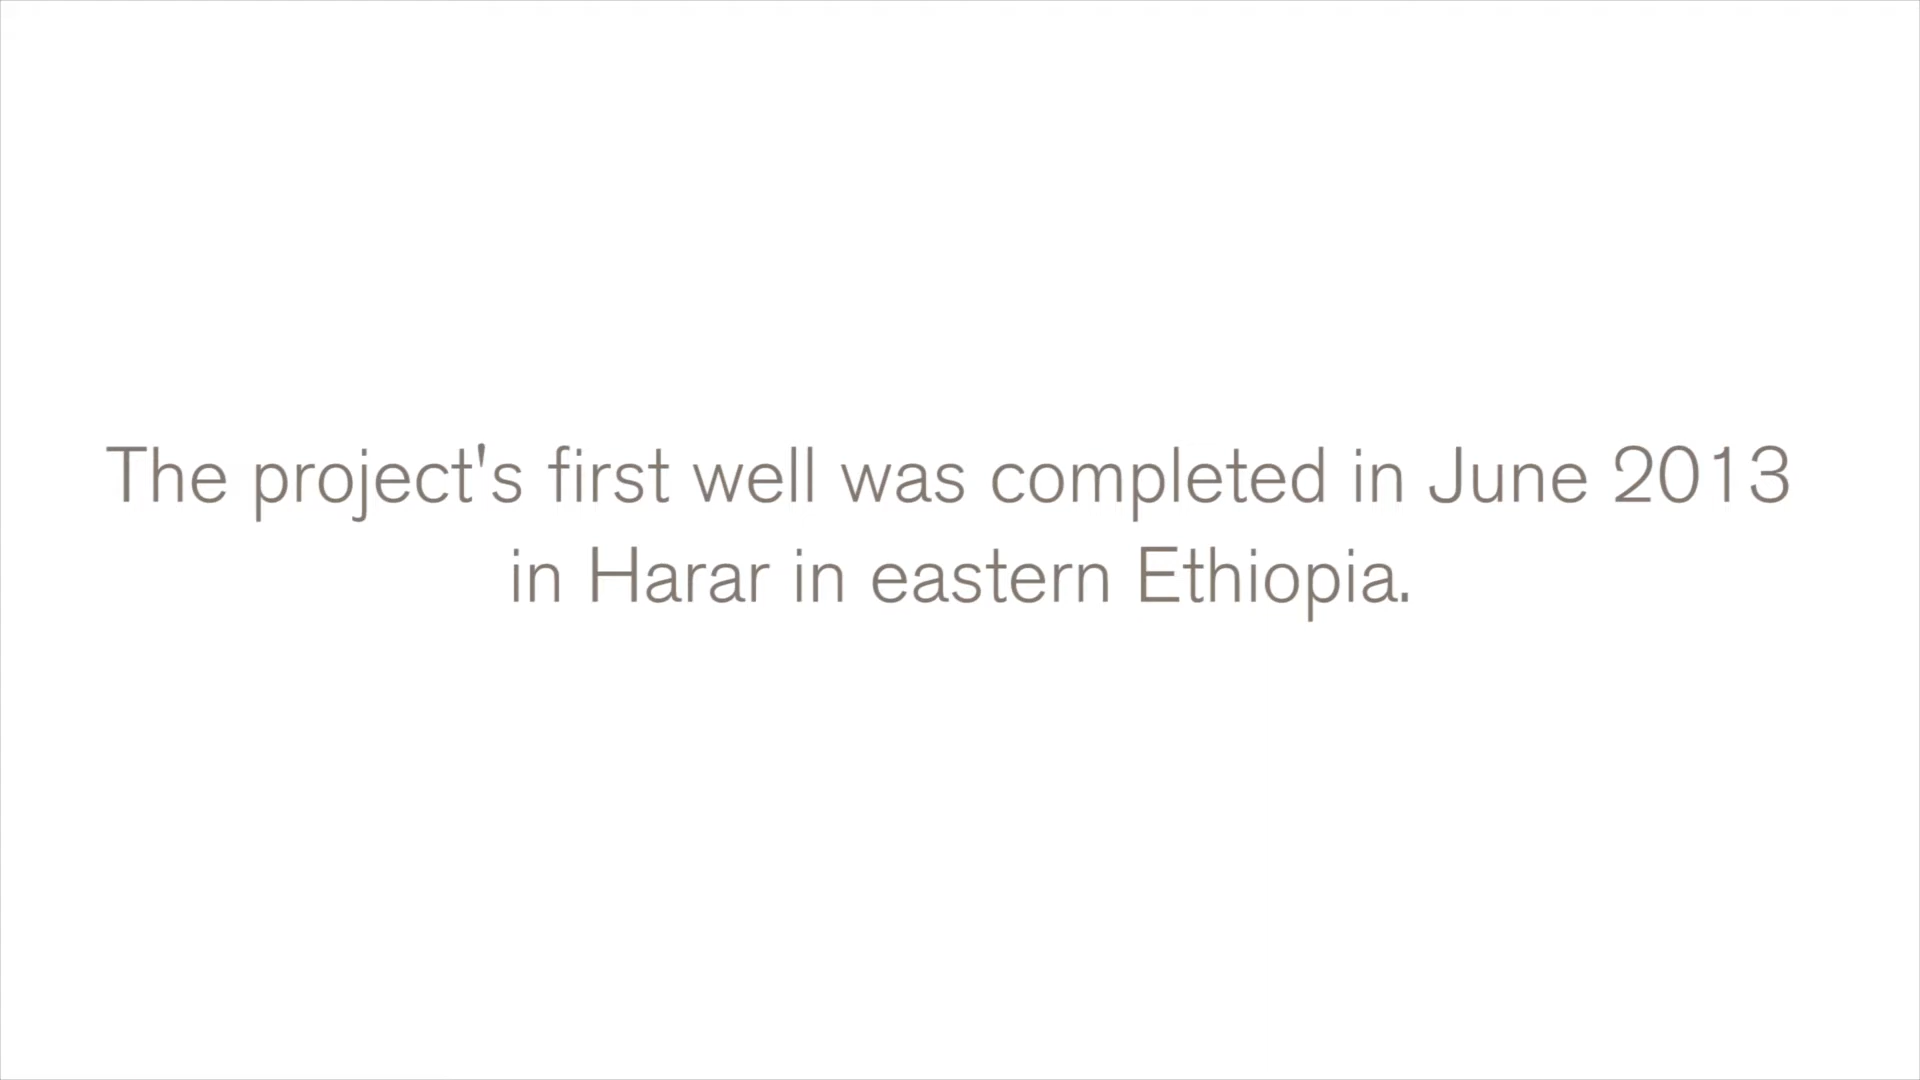 The project's first well was completed in June 2013
in Harar in eastern Ethiopia.